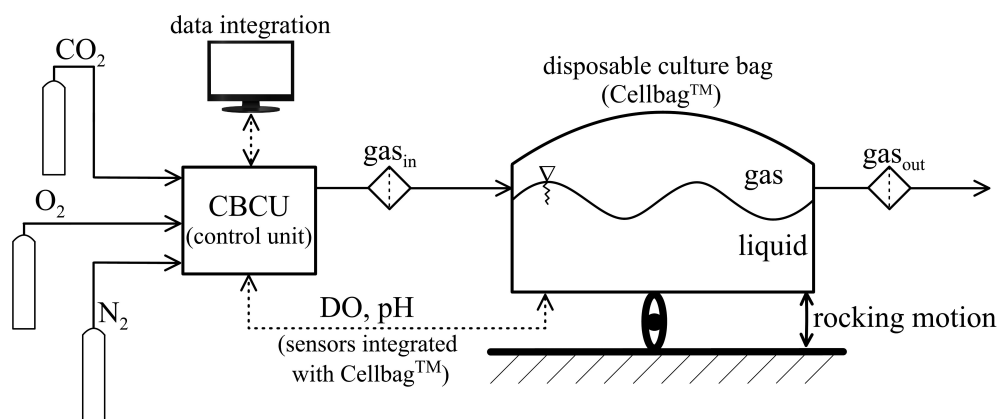 data integration
CO₂
disposable culture bag
(Cellbag™)
gasᵢₙ
gas
gasₒᵤₜ
O₂
CBCU
(control unit)
liquid
N₂
DO, pH
(sensors integrated
with Cellbag™)
rocking motion